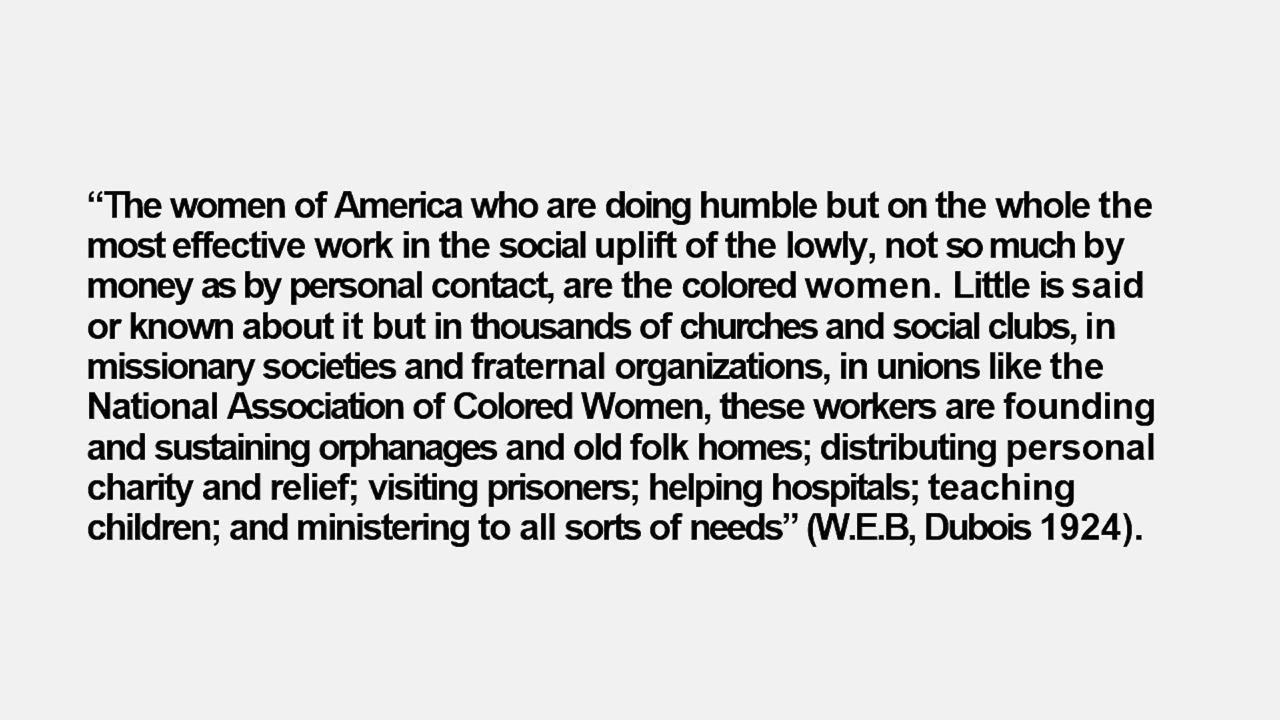 “The women of America who are doing humble but on the whole the
most effective work in the social uplift of the lowly, not so much by
money as by personal contact, are the colored women. Little is said
or known about it but in thousands of churches and social clubs, in
missionary societies and fraternal organizations, in unions like the
National Association of Colored Women, these workers are founding
and sustaining orphanages and old folk homes; distributing personal
charity and relief; visiting prisoners; helping hospitals; teaching
children; and ministering to all sorts of needs” (W.E.B, Dubois 1924).